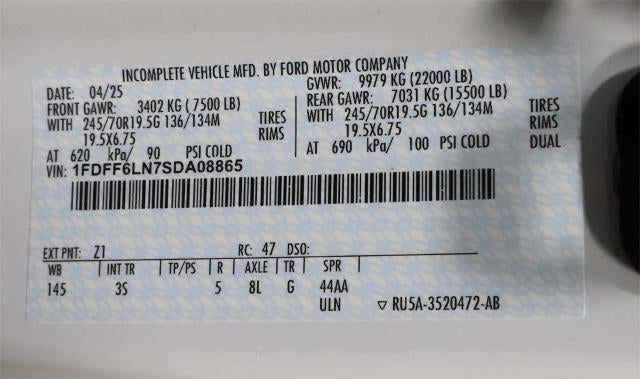 INCOMPLETE VEHICLE MFD. BY FORD MOTOR COMPANY
DATE: 04/25 GVWR: 9979 KG (22000 LB)
FRONT GAWR: 3402 KG (7500 LB) REAR GAWR: 7031 KG (15500 LB)
WITH 245/70R19.5G 136/134M TIRES WITH 245/70R19.5G 136/134M TIRES
19.5X6.75 RIMS 19.5X6.75 RIMS
AT 620 kPa/ 90 PSI COLD AT 690 kPa/ 100 PSI COLD DUAL
VIN: 1FDFF6LN7SDA08865
EXT PNT: Z1 RC: 47 DSO:
WB INT TR TP/PS R AXLE TR SPR
145 3S 5 8L G 44AA
ULN ▽ RU5A-3520472-AB